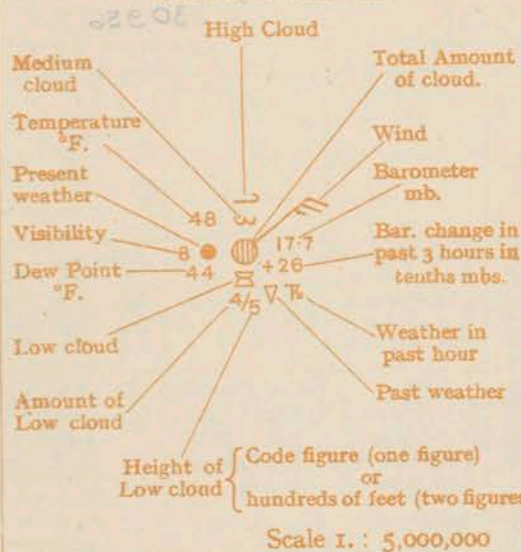 High Cloud
Medium
cloud
Total Amount
of cloud.
Temperature
°F.
Wind
Present
weather
Barometer
mb.
48
Visibility
8
17.7
Bar. change in
past 3 hours in
tenths mbs.
Dew Point
°F.
44
+26
4/5
Low cloud
Weather in
past hour
Amount of
Low cloud
Past weather
Height of
Low cloud
Code figure (one figure)
or
hundreds of feet (two figures
Scale 1. : 5,000,000